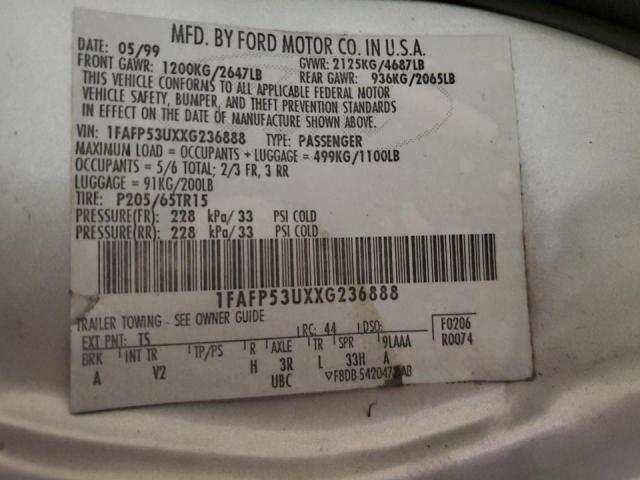 MFD. BY FORD MOTOR CO. IN U.S.A.
DATE: 05/99 GVWR: 2125KG/4687LB
FRONT GAWR: 1200KG/2647LB REAR GAWR: 936KG/2065LB
THIS VEHICLE CONFORMS TO ALL APPLICABLE FEDERAL MOTOR
VEHICLE SAFETY, BUMPER, AND THEFT PREVENTION STANDARDS
IN EFFECT ON THE DATE OF MANUFACTURE SHOWN ABOVE.
VIN: 1FAFP53UXXG236888 TYPE: PASSENGER
MAXIMUM LOAD = OCCUPANTS + LUGGAGE = 499KG/1100LB
OCCUPANTS = 5/6 TOTAL; 2/3 FR, 3 RR
LUGGAGE = 91KG/200LB
TIRE: P205/65TR15
PRESSURE(FR): 228 kPa/33 PSI COLD
PRESSURE(RR): 228 kPa/33 PSI COLD
1FAFP53UXXG236888
TRAILER TOWING - SEE OWNER GUIDE
EXT PNT: TS RC: 44 DSO: F0206
BRK INT TR TP/PS R AXLE TR SPR 9LAAA R0074
A V2 H 3R L 33H A
UBC